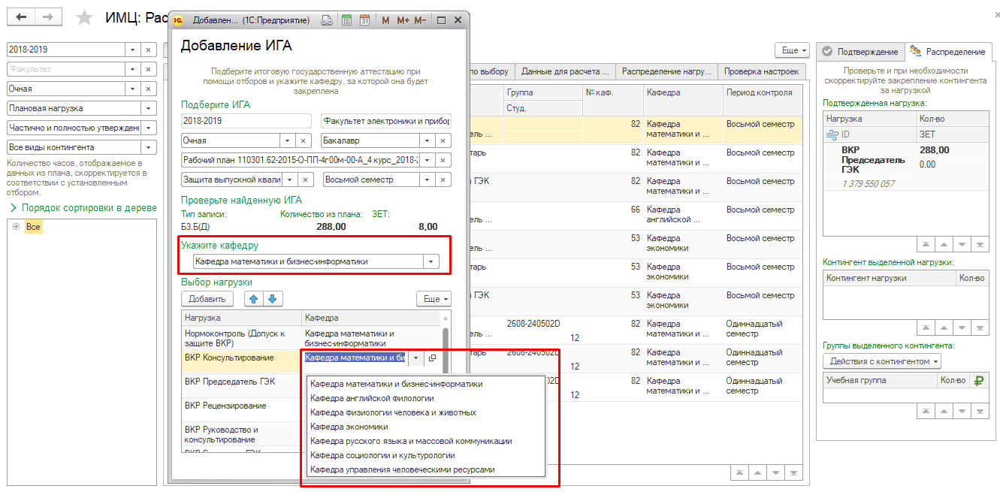 ИМЦ: Рас
2018-2019
Факультет
Очная
Плановая нагрузка
Частично и полностью утвержден
Все виды контингента
Количество часов, отображаемое в
данных из плана, скорректируется в
соответствии с установленным
отбором.
Порядок сортировки в дереве
Все
Добавлен... (1С:Предприятие)
31
M M+ M-
Добавление ИГА
Подберите итоговую государственную аттестацию при
помощи отборов и укажите кафедру, за которой она будет
закреплена
Подберите ИГА
2018-2019 Факультет электроники и прибор
Очная Бакалавр
Рабочий план 110301.62-2015-О-ПП-4г00м-00-А_4 курс_2018-2
Защита выпускной квали Восьмой семестр
Проверьте найденную ИГА
Тип записи: Количество из плана: ЗЕТ:
Б3.Б(Д) 288,00 8,00
Укажите кафедру
Кафедра математики и бизнес-информатики
Выбор нагрузки
Добавить Еще
Нагрузка Кафедра
Нормоконтроль (Допуск к
защите ВКР)
Кафедра математики и
бизнес-информатики
ВКР Консультирование Кафедра математики и би
ВКР Председатель ГЭК
ВКР Рецензирование
ВКР Руководство и
консультирование
Кафедра математики и бизнес-информатики
Кафедра английской филологии
Кафедра физиологии человека и животных
Кафедра экономики
Кафедра русского языка и массовой коммуникации
Кафедра социологии и культурологии
Кафедра управления человеческими ресурсами
Еще
по выбору Данные для расчета ... Распределение нагру... Проверка настроек
Группа № каф. Кафедра Период контроля
Студ.
ель ... 82 Кафедра
математики и ... Восьмой семестр
тарь 82 Кафедра
математики и ... Восьмой семестр
ГЭК 82 Кафедра
математики и ... Восьмой семестр
ель ... 66 Кафедра
английской ... Восьмой семестр
ель ... 53 Кафедра
экономики Восьмой семестр
тарь 53 Кафедра
экономики Восьмой семестр
ГЭК 53 Кафедра
экономики Восьмой семестр
ель ... 2608-240502D 12 82 Кафедра
математики и ... Одиннадцатый
семестр
тарь 2608-240502D 12 82 Кафедра
математики и ... Одиннадцатый
семестр
02D 12 82 Кафедра
математики и ... Одиннадцатый
семестр
Подтверждение Распределение
Проверьте и при необходимости
скорректируйте закрепление контингента
за нагрузкой
Подтвержденная нагрузка:
Нагрузка Кол-во
ID ЗЕТ
ВКР
Председатель
ГЭК
288,00
0,00
1 379 550 057
Контингент выделенной нагрузки:
Контингент нагрузки Кол-во
Группы выделенного контингента:
Действия с контингентом
Учебная группа Кол-во ₽